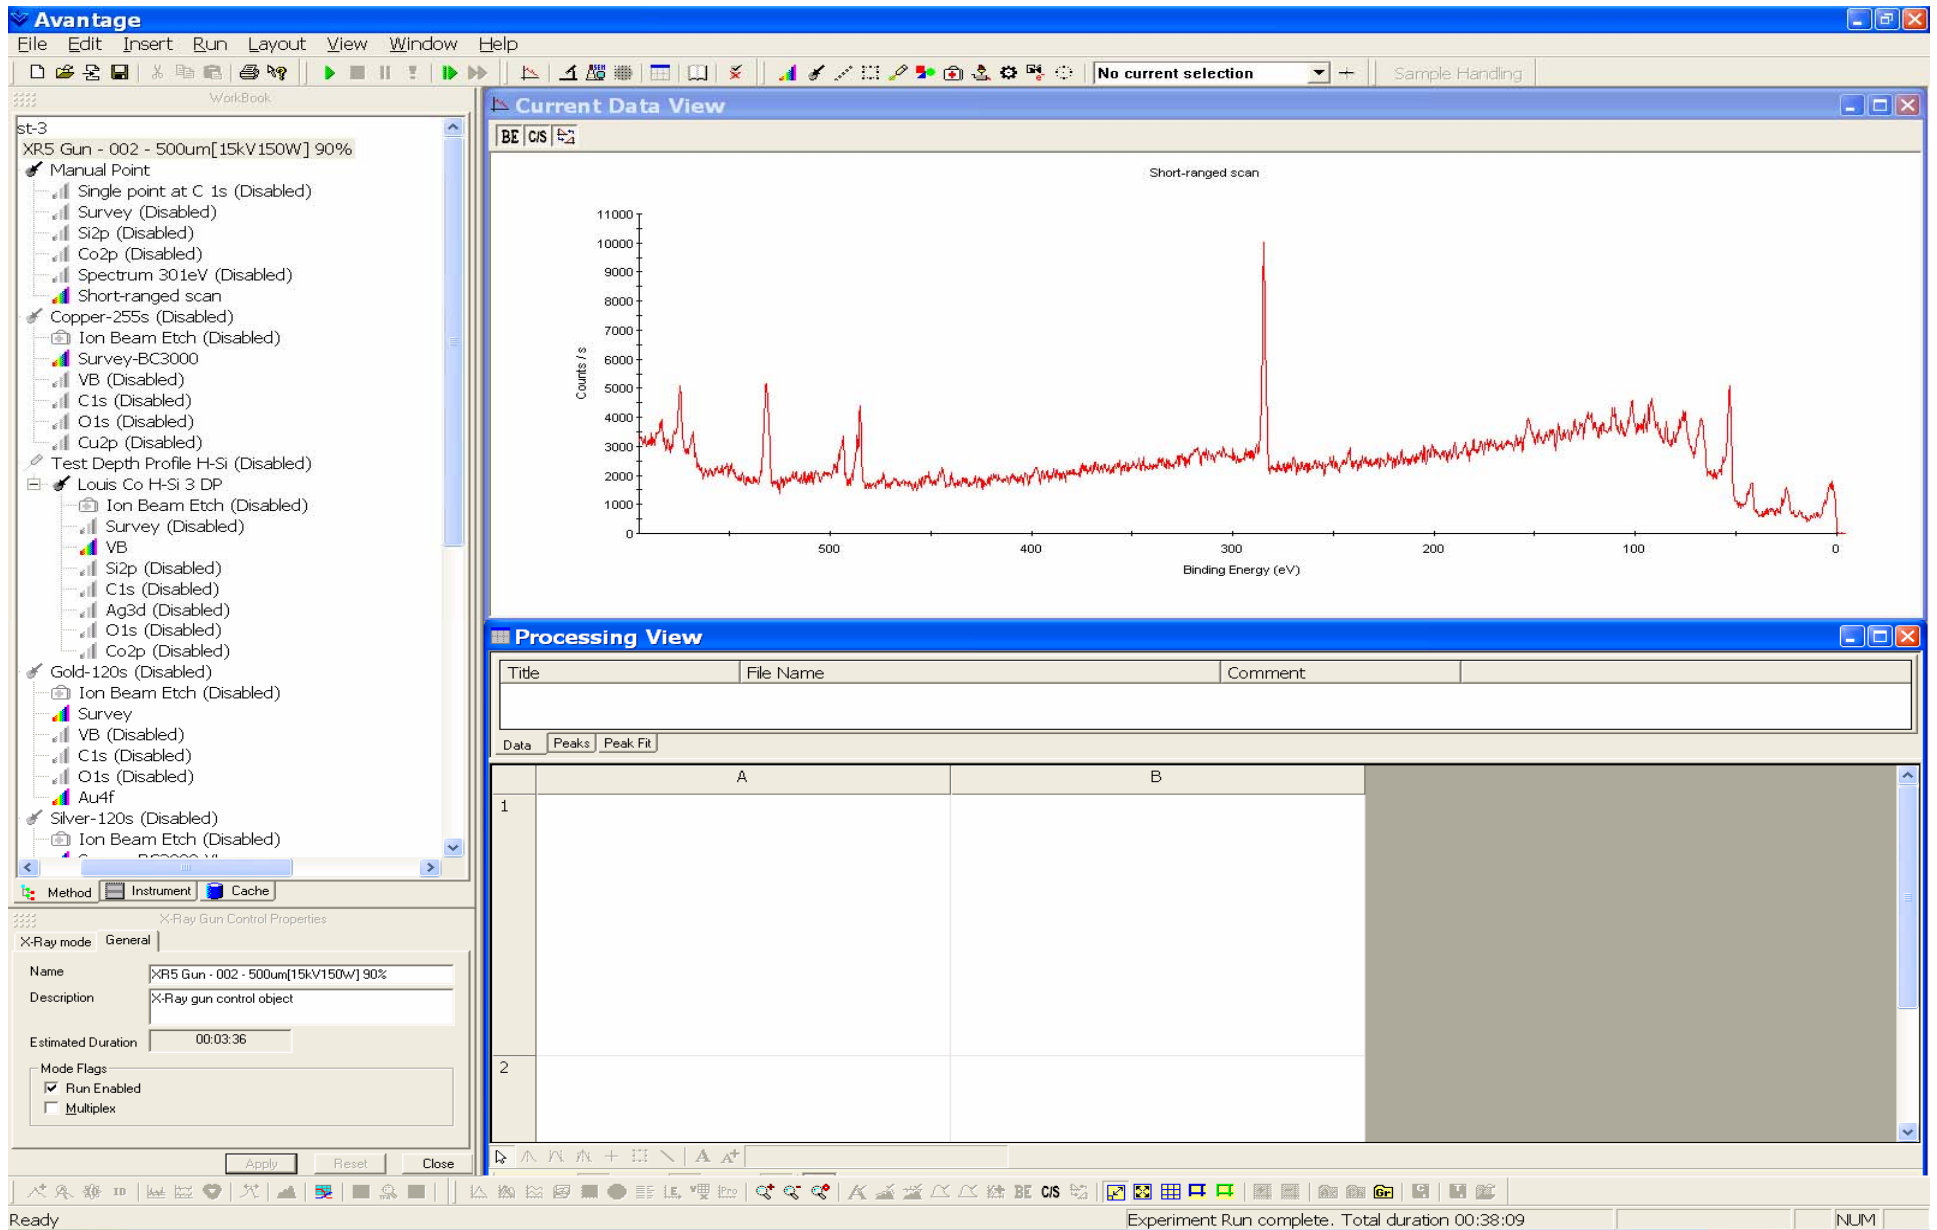 Avantage
File Edit Insert Run Layout View Window Help
No current selection
Sample Handling
WorkBook
st-3
XR5 Gun - 002 - 500um[15kV150W] 90%
Manual Point
Single point at C 1s (Disabled)
Survey (Disabled)
Si2p (Disabled)
Co2p (Disabled)
Spectrum 301eV (Disabled)
Short-ranged scan
Copper-255s (Disabled)
Ion Beam Etch (Disabled)
Survey-BC3000
VB (Disabled)
C1s (Disabled)
O1s (Disabled)
Cu2p (Disabled)
Test Depth Profile H-Si (Disabled)
Louis Co H-Si 3 DP
Ion Beam Etch (Disabled)
Survey (Disabled)
VB
Si2p (Disabled)
C1s (Disabled)
Ag3d (Disabled)
O1s (Disabled)
Co2p (Disabled)
Gold-120s (Disabled)
Ion Beam Etch (Disabled)
Survey
VB (Disabled)
C1s (Disabled)
O1s (Disabled)
Au4f
Silver-120s (Disabled)
Ion Beam Etch (Disabled)
Method Instrument Cache
X-Ray Gun Control Properties
X-Ray mode General
Name XR5 Gun - 002 - 500um[15kV150W] 90%
Description X-Ray gun control object
Estimated Duration 00:03:36
Mode Flags
Run Enabled
Multiplex
Apply Reset Close
Current Data View
BE C/S
Short-ranged scan
11000
10000
9000
8000
7000
6000
5000
4000
3000
2000
1000
0
Counts / s
500 400 300 200 100 0
Binding Energy (eV)
Processing View
Title File Name Comment
Data Peaks Peak Fit
A B
1
2
A A+
ID
BE C/S
Gr
Ready
Experiment Run complete. Total duration 00:38:09
NUM